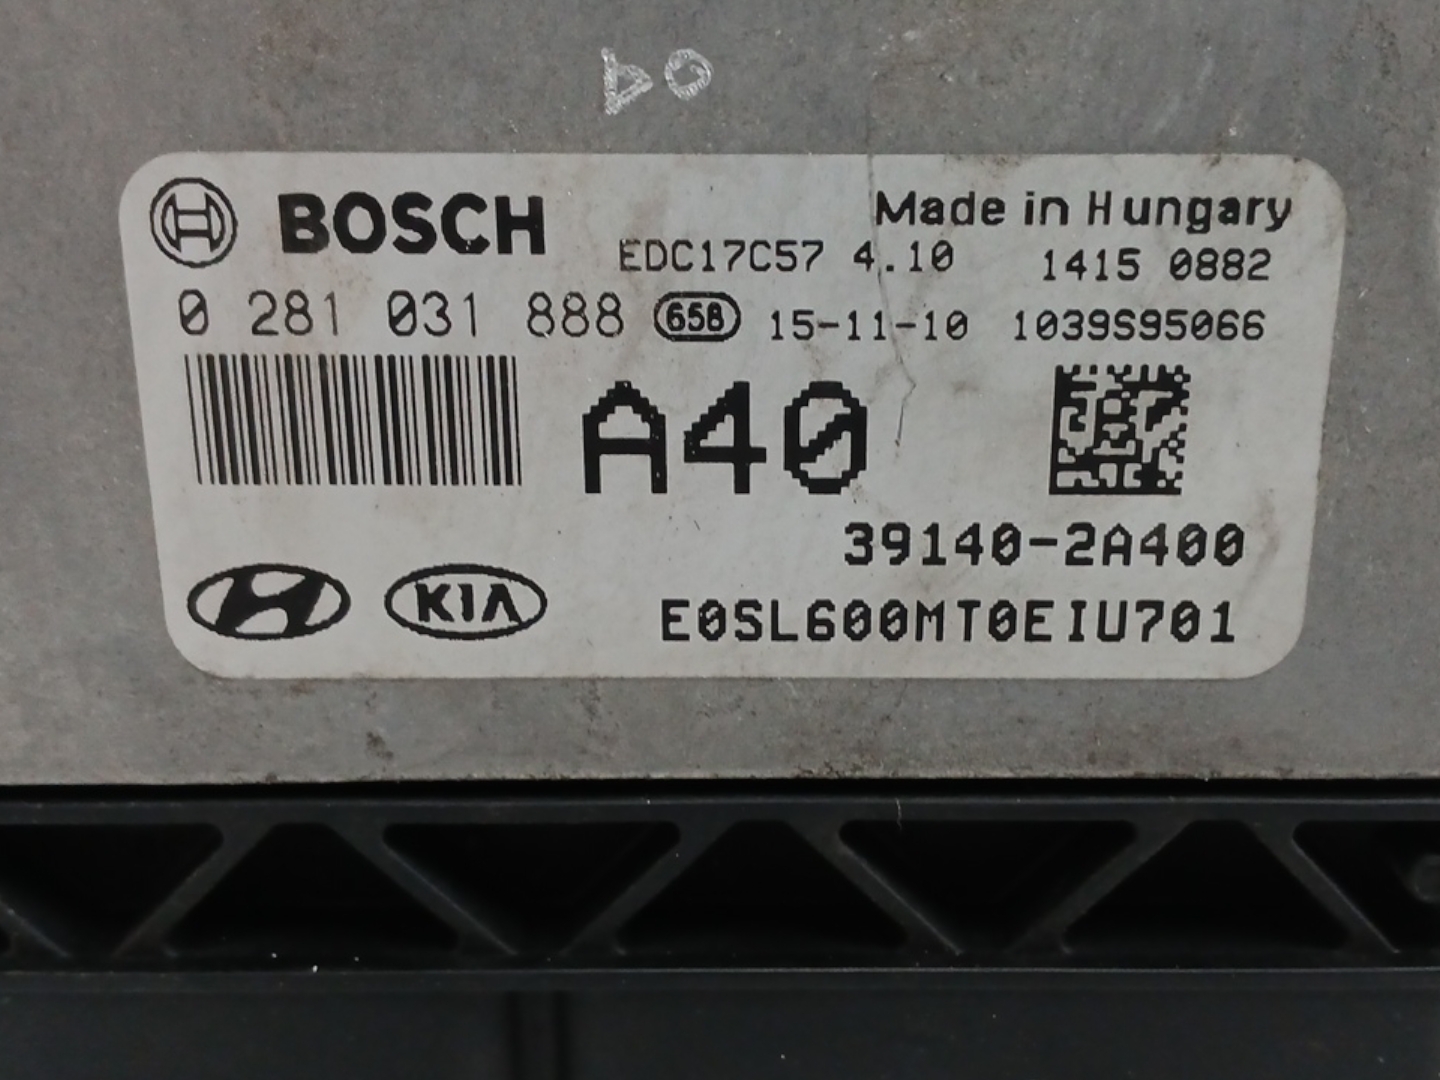 BOSCH
Made in Hungary
EDC17C57 4.10 1415 0882
0 281 031 888 658 15-11-10 1039S95066
A40
39140-2A400
KIA
E0SL600MT0EIU701